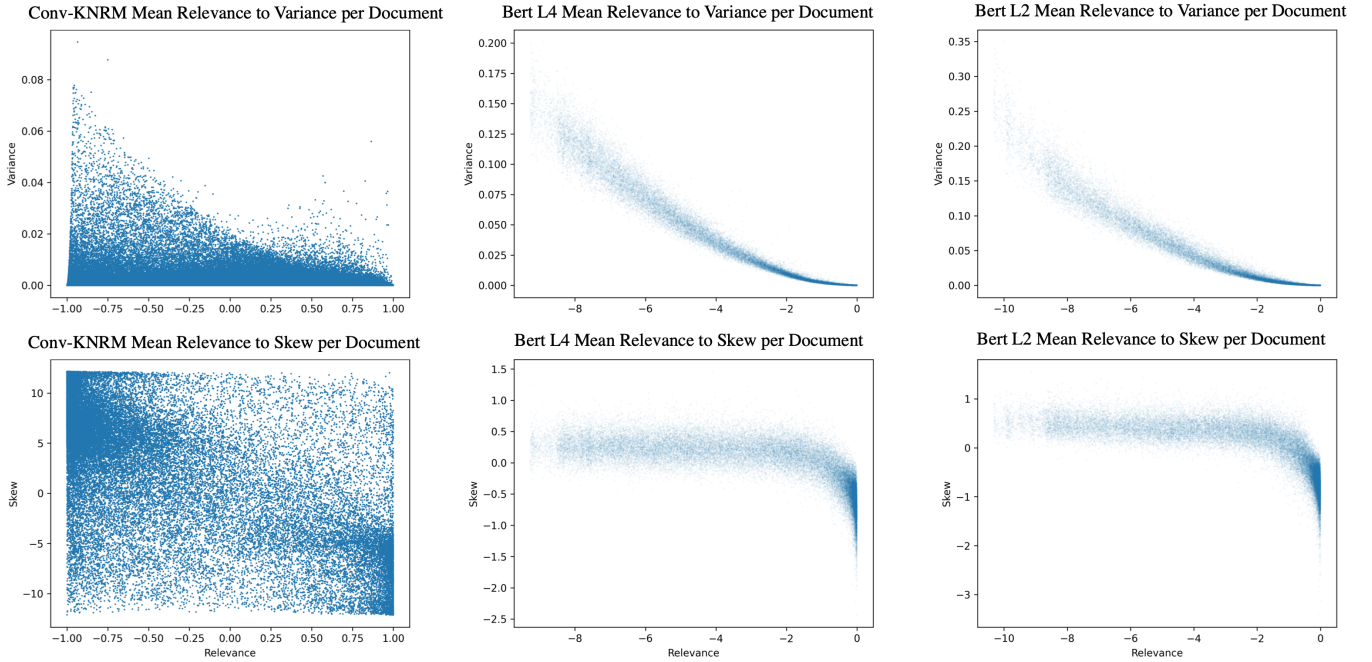 Conv-KNRM Mean Relevance to Variance per Document
Bert L4 Mean Relevance to Variance per Document
Bert L2 Mean Relevance to Variance per Document
Variance
0.08
0.06
0.04
0.02
0.00
−1.00 −0.75 −0.50 −0.25 0.00 0.25 0.50 0.75 1.00
Variance
0.200
0.175
0.150
0.125
0.100
0.075
0.050
0.025
0.000
−8 −6 −4 −2 0
Variance
0.35
0.30
0.25
0.20
0.15
0.10
0.05
0.00
−10 −8 −6 −4 −2 0
Conv-KNRM Mean Relevance to Skew per Document
Bert L4 Mean Relevance to Skew per Document
Bert L2 Mean Relevance to Skew per Document
Skew
10
5
0
−5
−10
−1.00 −0.75 −0.50 −0.25 0.00 0.25 0.50 0.75 1.00
Relevance
Skew
1.5
1.0
0.5
0.0
−0.5
−1.0
−1.5
−2.0
−2.5
−8 −6 −4 −2 0
Relevance
Skew
1
0
−1
−2
−3
−10 −8 −6 −4 −2 0
Relevance